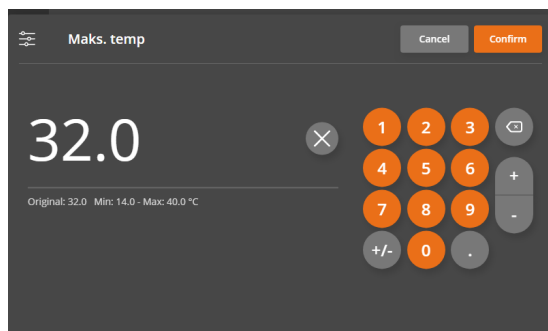 Maks. temp
Cancel
Confirm
32.0
Original: 32.0 Min: 14.0 - Max: 40.0 °C
1 2 3
4 5 6 +
7 8 9 -
+/- 0 .